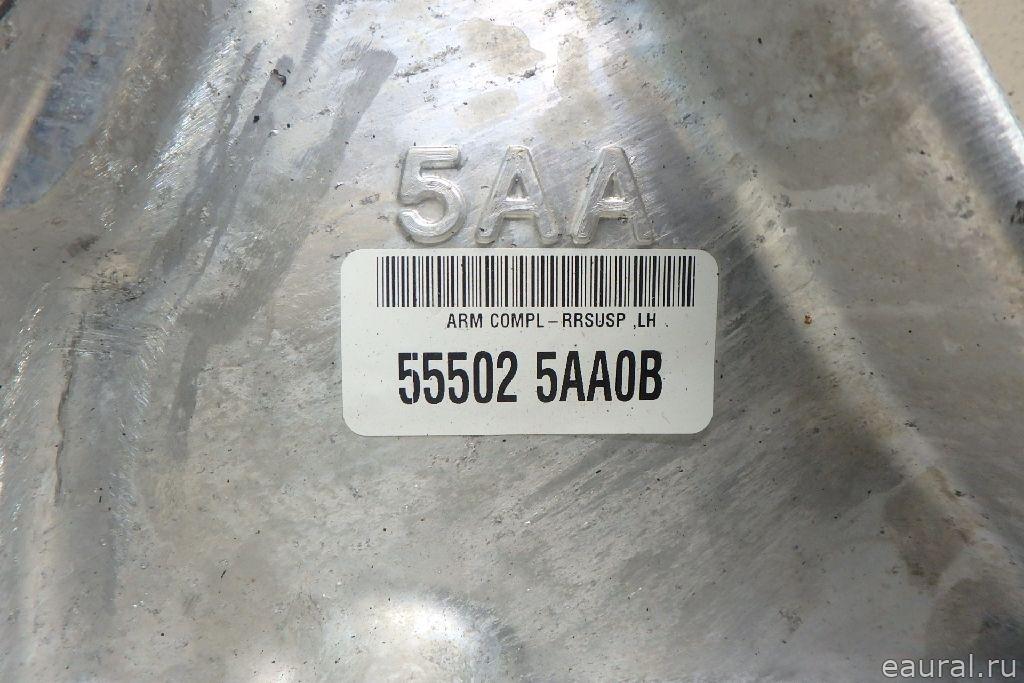 5AA
ARM COMPL-RRSUSP ,LH
55502 5AA0B
eaural.ru